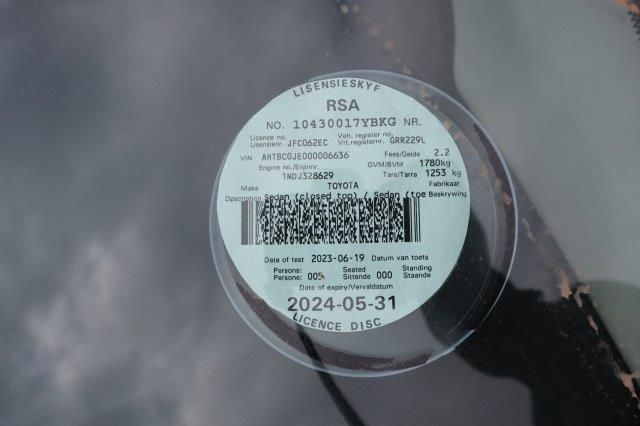 LISENSIESKYF
RSA
NO. 10430017YBKG NR.
Licence no. Veh. register no.
Lisensienr. JFC062EC Vrt.registernr. GRR229L
VIN AHTBC0JE000006636 Fees/Gelde 2.2
Engine no./Enjinnr. GVM/BVM 1780kg
1NDJ328629 Tare/Tarra 1253 kg
Make TOYOTA Fabrikaat
Description Sedan (closed top) / Sedan (toe Baskrywing
Date of test 2023-06-19 Datum van toets
Persons: Seated Standing
Persone: 005 Sittende 000 Staande
Date of expiry/Vervaldatum
2024-05-31
LICENCE DISC